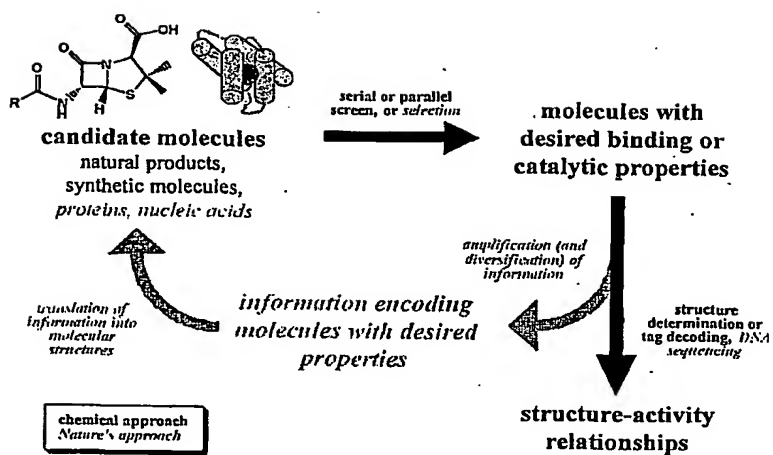 O
OH
O
N
R
N
H
H
S
candidate molecules
natural products,
synthetic molecules,
proteins, nucleic acids
serial or parallel
screen, or selection
molecules with
desired binding or
catalytic properties
amplification (and
diversification) of
information
translation of
information into
molecular
structures
information encoding
molecules with desired
properties
structure
determination or
tag decoding, DNA
sequencing
chemical approach
Nature's approach
structure-activity
relationships